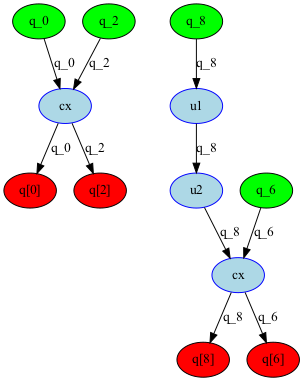 q_0 q_2 q_8
q_0 q_2 q_8
cx u1
q_0 q_2 q_8
q[0] q[2] u2 q_6
q_8 q_6
cx
q_8 q_6
q[8] q[6]